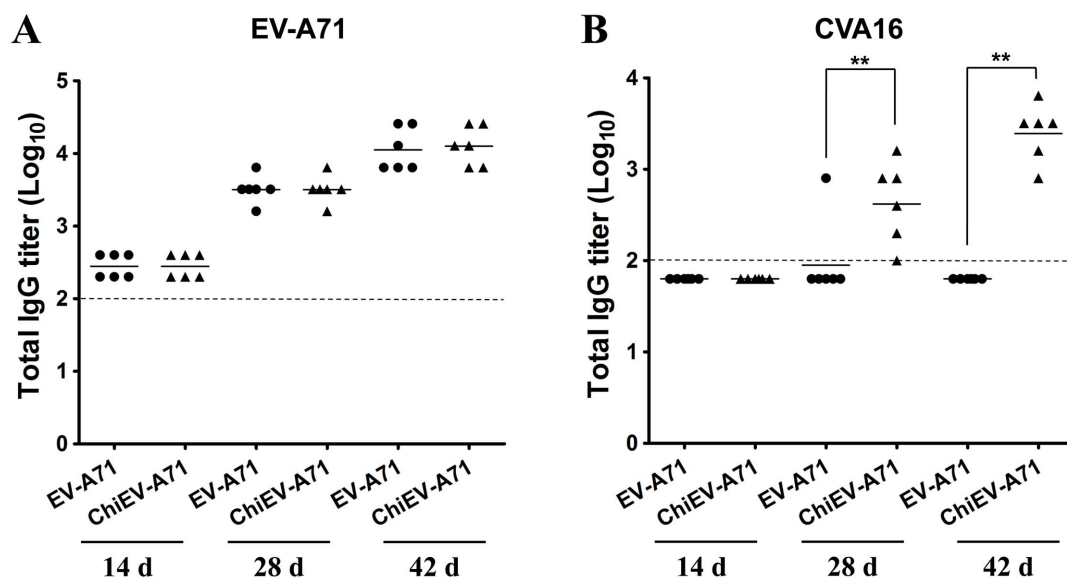 A
EV-A71
Total IgG titer (Log10)
5
4
3
2
1
0
EV-A71
ChiEV-A71
EV-A71
ChiEV-A71
EV-A71
ChiEV-A71
14 d
28 d
42 d
B
CVA16
Total IgG titer (Log10)
4
3
2
1
0
**
**
EV-A71
ChiEV-A71
EV-A71
ChiEV-A71
EV-A71
ChiEV-A71
14 d
28 d
42 d